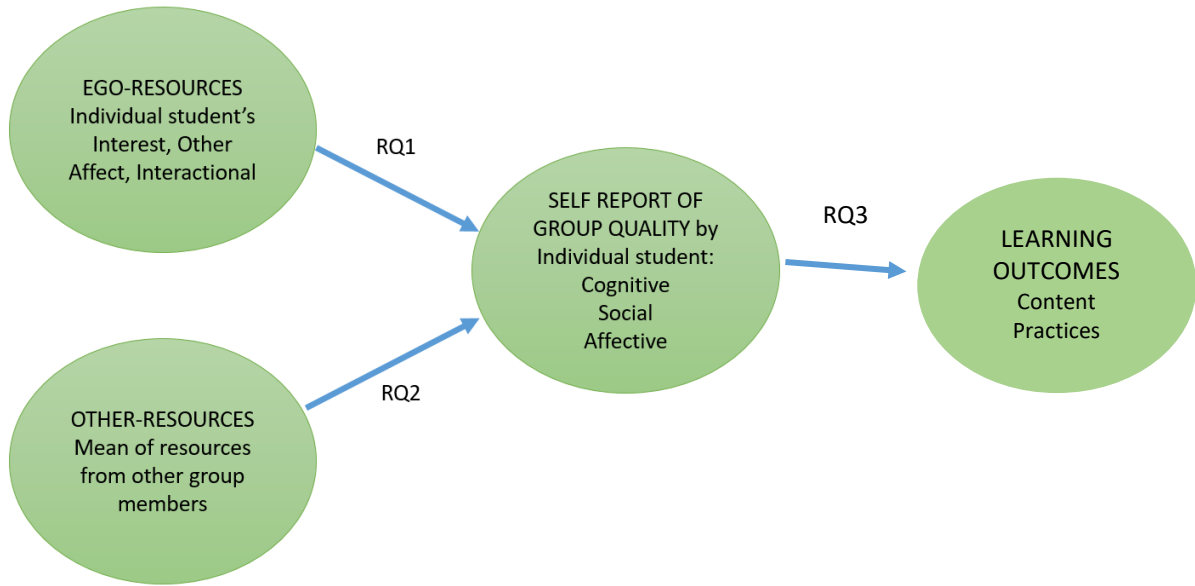 EGO-RESOURCES
Individual student's
Interest, Other
Affect, Interactional
RQ1
OTHER-RESOURCES
Mean of resources
from other group
members
RQ2
SELF REPORT OF
GROUP QUALITY by
Individual student:
Cognitive
Social
Affective
RQ3
LEARNING
OUTCOMES
Content
Practices